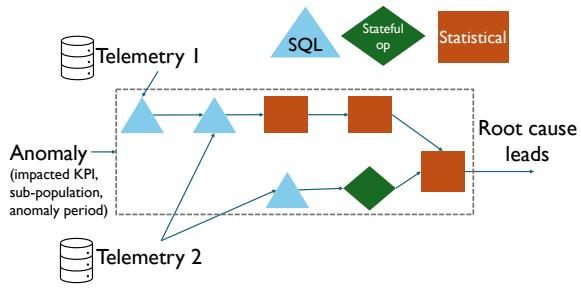 Telemetry 1
SQL
Stateful
op
Statistical
Anomaly
(impacted KPI,
sub-population,
anomaly period)
Root cause
leads
Telemetry 2